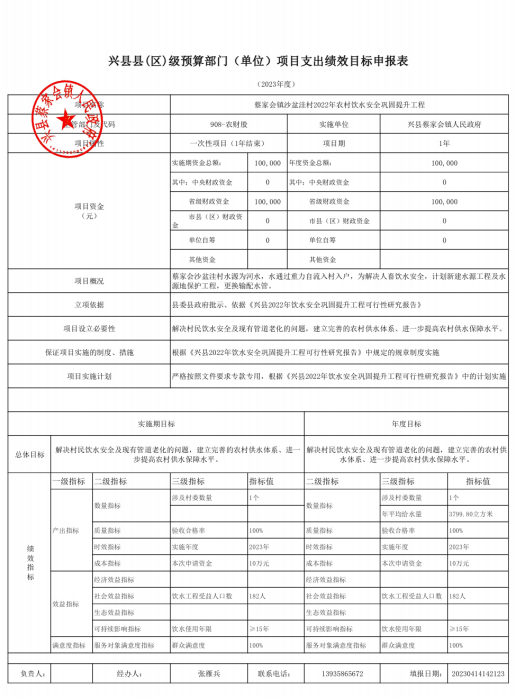 兴县县(区)级预算部门（单位）项目支出绩效目标申报表
（2023年度）
项目名称 蔡家会镇沙盆洼村2022年农村饮水安全巩固提升工程
主管部门及代码 908-农财股 实施单位 兴县蔡家会镇人民政府
项目属性 一次性项目（1年结束） 项目期 1年
项目资金（元） 实施期资金总额： 100,000 年度资金总额： 100,000
其中：中央财政资金 0 其中：中央财政资金 0
省级财政资金 100,000 省级财政资金 100,000
市县（区）财政资金 0 市县（区）财政资金 0
单位自筹 0 单位自筹 0
其他资金 其他资金
项目概况 蔡家会沙盆洼村水源为河水，水通过重力自流入村入户，为解决人畜饮水安全，计划新建水源工程及水
源地保护工程，更换输配水管。
立项依据 县委县政府批示、依据《兴县2022年饮水安全巩固提升工程可行性研究报告》
项目设立必要性 解决村民饮水安全及现有管道老化的问题，建立完善的农村供水体系、进一步提高农村供水保障水平。
保证项目实施的制度、措施 根据《兴县2022年饮水安全巩固提升工程可行性研究报告》中规定的规章制度实施
项目实施计划 严格按照文件要求专款专用，根据《兴县2022年饮水安全巩固提升工程可行性研究报告》中的计划实施
实施期目标 年度目标
总体目标 解决村民饮水安全及现有管道老化的问题，建立完善的农村供水体系、进一步提高农村供水保障水平。 解决村民饮水安全及现有管道老化的问题，建立完善的农村供水体系、进一步提高农村供水保障水平。
绩效指标 一级指标 二级指标 三级指标 指标值 二级指标 三级指标 指标值
产出指标 数量指标 涉及村委数量 1个 数量指标 涉及村委数量 1个
年平均给水量 3799.80立方米
质量指标 验收合格率 100% 质量指标 验收合格率 100%
时效指标 实施年度 2023年 时效指标 实施年度 2023年
成本指标 本次申请资金 10万元 成本指标 本次申请资金 10万元
效益指标 经济效益指标 经济效益指标
社会效益指标 饮水工程受益人口数 182人 社会效益指标 饮水工程受益人口数 182人
生态效益指标 生态效益指标
可持续影响指标 饮水使用年限 ≥15年 可持续影响指标 饮水使用年限 ≥15年
满意度指标 服务对象满意度指标 群众满意度 100% 服务对象满意度指标 群众满意度 100%
负责人： 经办人： 张雁兵 联系电话： 13935865672 填报日期： 20230414142123
兴县蔡家会镇人民政府